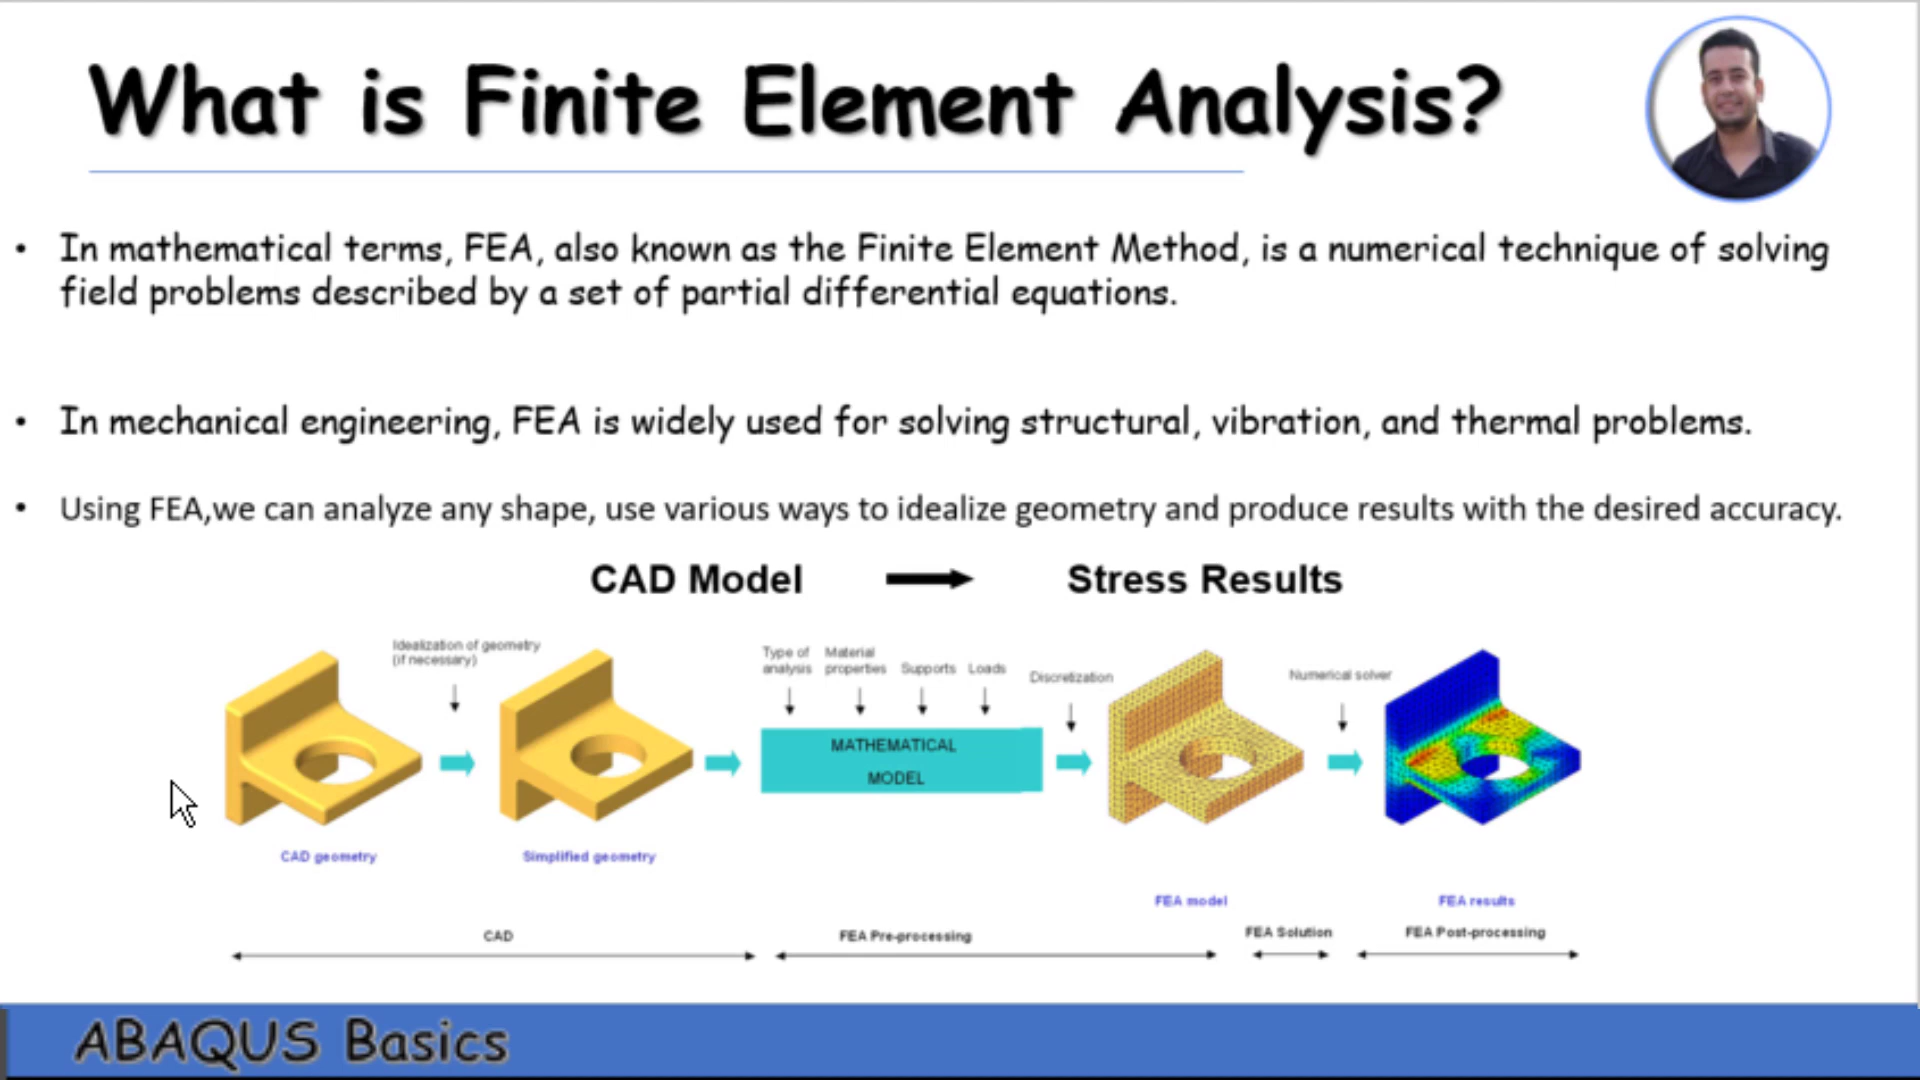 What is Finite Element Analysis?
• In mathematical terms, FEA, also known as the Finite Element Method, is a numerical technique of solving
field problems described by a set of partial differential equations.
• In mechanical engineering, FEA is widely used for solving structural, vibration, and thermal problems.
• Using FEA,we can analyze any shape, use various ways to idealize geometry and produce results with the desired accuracy.
CAD Model
Stress Results
Idealization of geometry
(if necessary)
Type of
analysis
Material
properties
Supports
Loads
Discretization
Numerical solver
MATHEMATICAL
MODEL
CAD geometry
Simplified geometry
FEA model
FEA results
CAD
FEA Pre-processing
FEA Solution
FEA Post-processing
ABAQUS Basics